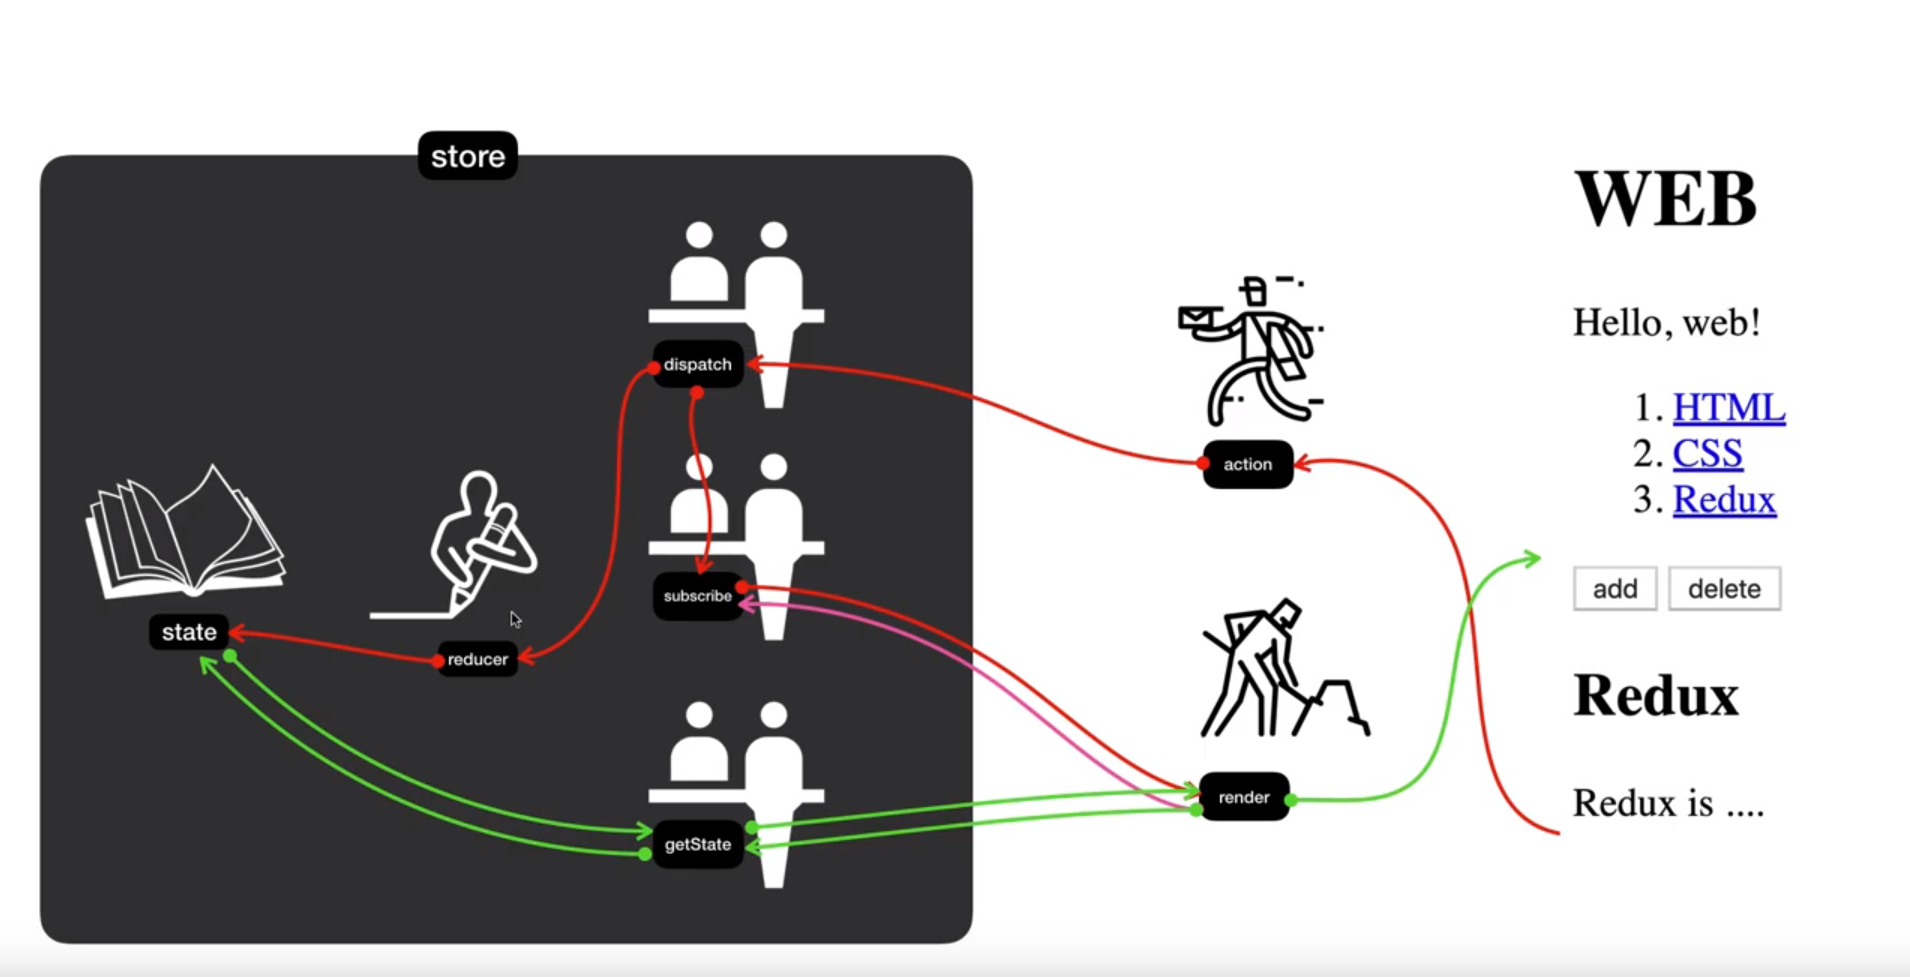 store
dispatch
subscribe
getState
state
reducer
action
render
WEB
Hello, web!
1. HTML
2. CSS
3. Redux
add delete
Redux
Redux is ....